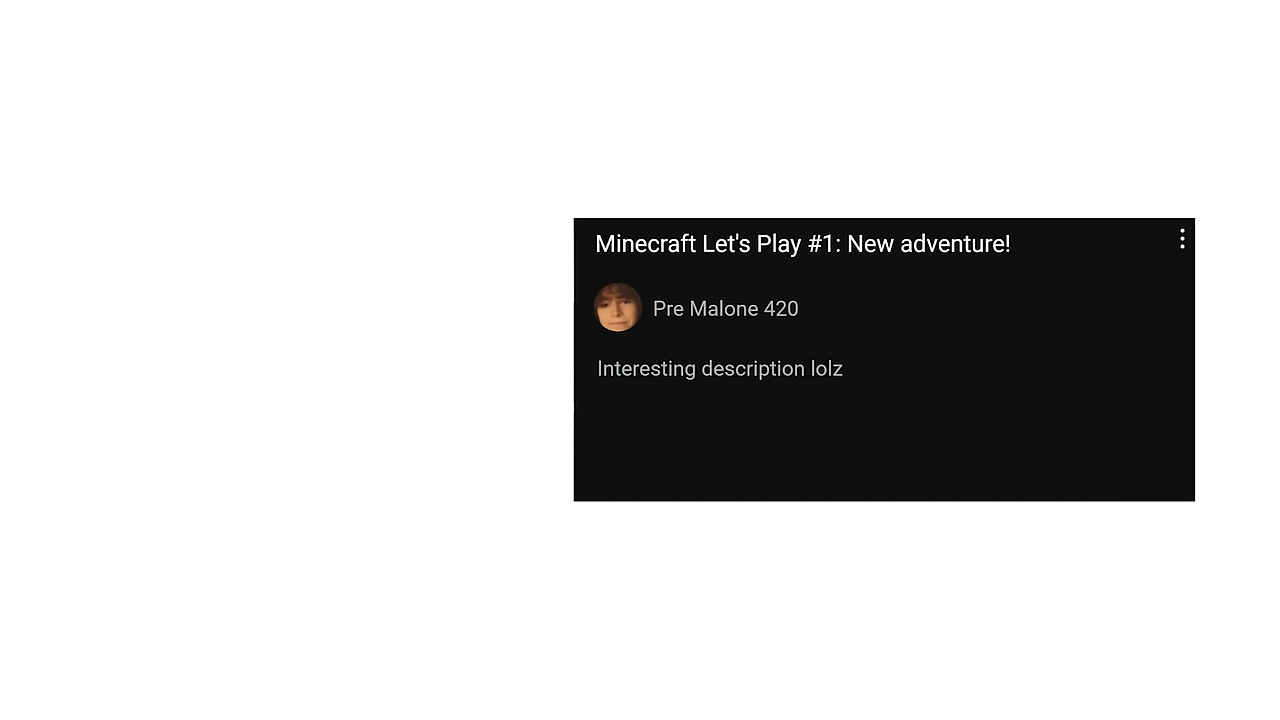 Minecraft Let's Play #1: New adventure!
Pre Malone 420
Interesting description lolz